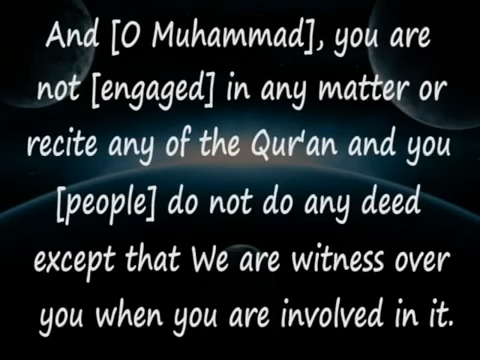 And [O Muhammad], you are
not [engaged] in any matter or
recite any of the Qur'an and you
[people] do not do any deed
except that We are witness over
you when you are involved in it.